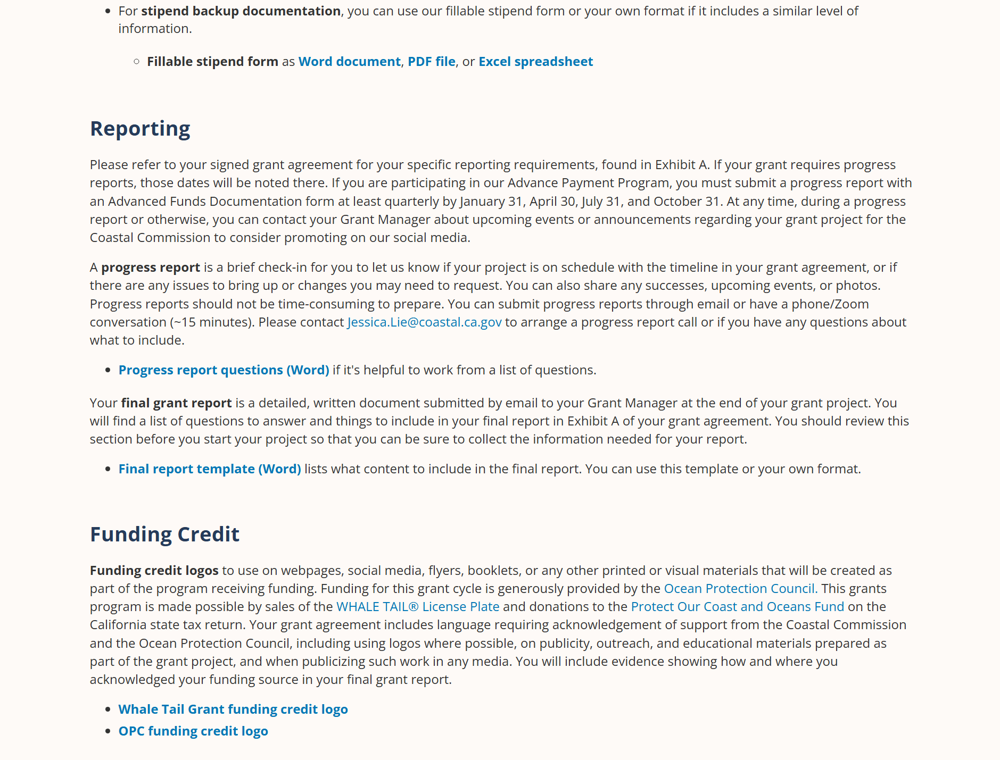 For stipend backup documentation, you can use our fillable stipend form or your own format if it includes a similar level of
information.
Fillable stipend form as Word document, PDF file, or Excel spreadsheet
Reporting
Please refer to your signed grant agreement for your specific reporting requirements, found in Exhibit A. If your grant requires progress
reports, those dates will be noted there. If you are participating in our Advance Payment Program, you must submit a progress report with
an Advanced Funds Documentation form at least quarterly by January 31, April 30, July 31, and October 31. At any time, during a progress
report or otherwise, you can contact your Grant Manager about upcoming events or announcements regarding your grant project for the
Coastal Commission to consider promoting on our social media.
A progress report is a brief check-in for you to let us know if your project is on schedule with the timeline in your grant agreement, or if
there are any issues to bring up or changes you may need to request. You can also share any successes, upcoming events, or photos.
Progress reports should not be time-consuming to prepare. You can submit progress reports through email or have a phone/Zoom
conversation (~15 minutes). Please contact Jessica.Lie@coastal.ca.gov to arrange a progress report call or if you have any questions about
what to include.
Progress report questions (Word) if it's helpful to work from a list of questions.
Your final grant report is a detailed, written document submitted by email to your Grant Manager at the end of your grant project. You
will find a list of questions to answer and things to include in your final report in Exhibit A of your grant agreement. You should review this
section before you start your project so that you can be sure to collect the information needed for your report.
Final report template (Word) lists what content to include in the final report. You can use this template or your own format.
Funding Credit
Funding credit logos to use on webpages, social media, flyers, booklets, or any other printed or visual materials that will be created as
part of the program receiving funding. Funding for this grant cycle is generously provided by the Ocean Protection Council. This grants
program is made possible by sales of the WHALE TAIL® License Plate and donations to the Protect Our Coast and Oceans Fund on the
California state tax return. Your grant agreement includes language requiring acknowledgement of support from the Coastal Commission
and the Ocean Protection Council, including using logos where possible, on publicity, outreach, and educational materials prepared as
part of the grant project, and when publicizing such work in any media. You will include evidence showing how and where you
acknowledged your funding source in your final grant report.
Whale Tail Grant funding credit logo
OPC funding credit logo